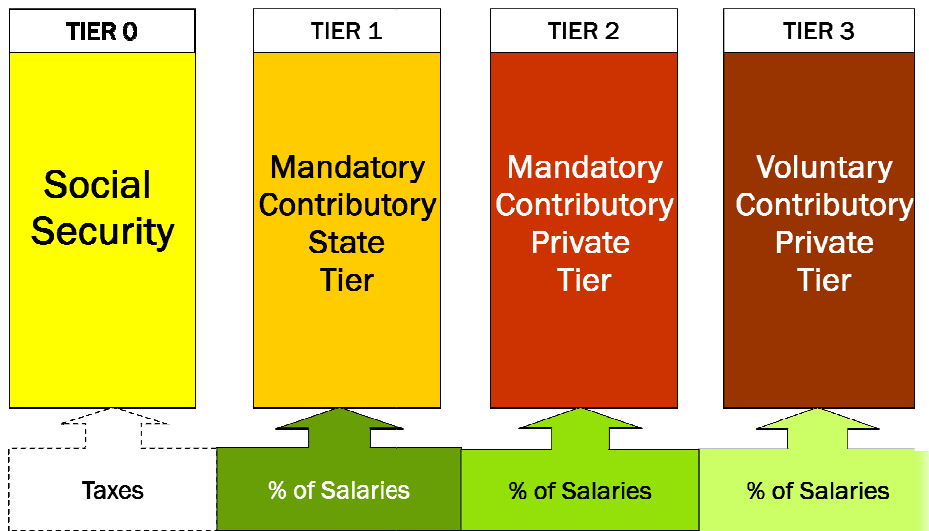 TIER 0
TIER 1
TIER 2
TIER 3
Social
Security
Mandatory
Contributory
State
Tier
Mandatory
Contributory
Private
Tier
Voluntary
Contributory
Private
Tier
Taxes
% of Salaries
% of Salaries
% of Salaries